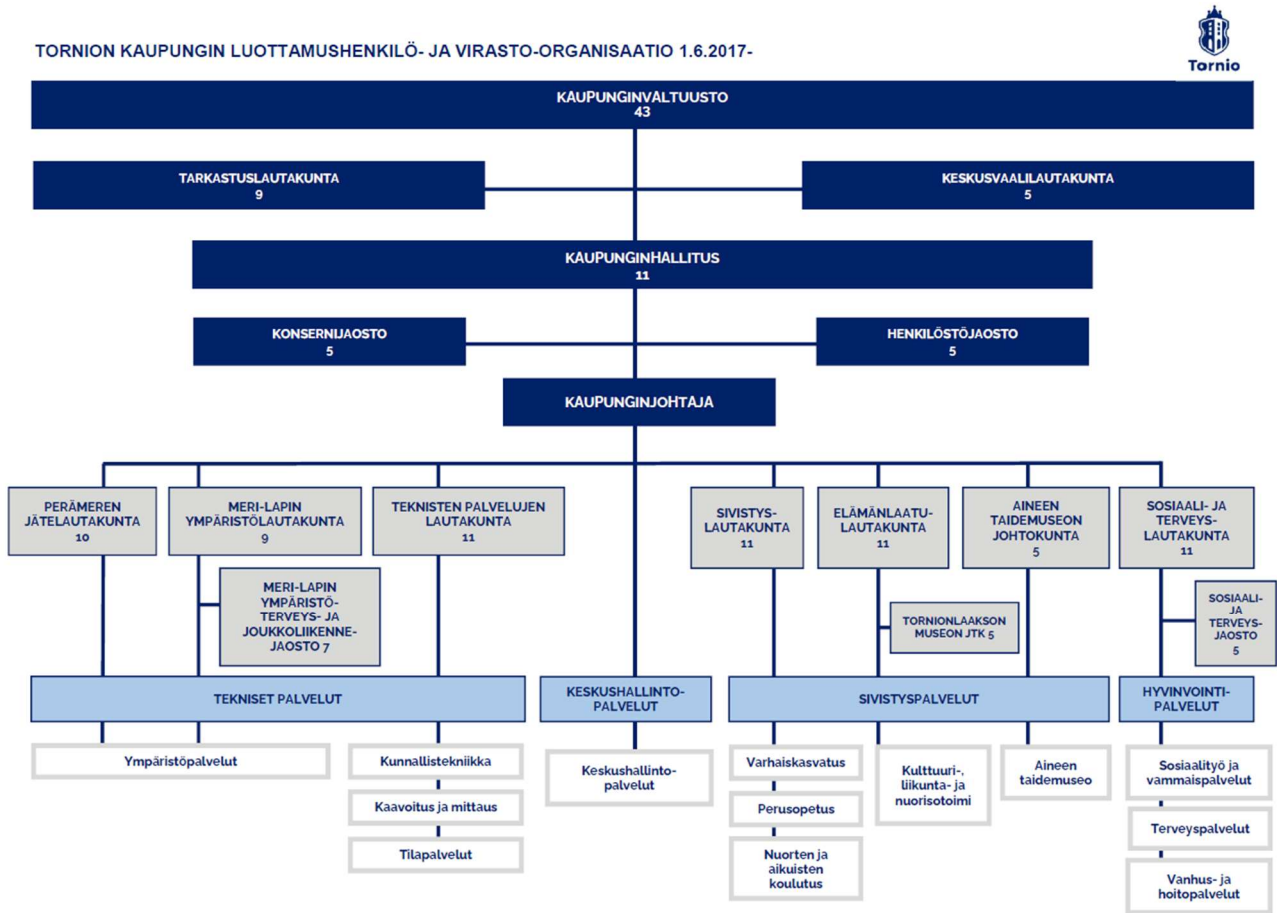 TORNION KAUPUNGIN LUOTTAMUSHENKILÖ- JA VIRASTO-ORGANISAATIO 1.6.2017-
Tornio
KAUPUNGINVALTUUSTO
43
TARKASTUSLAUTAKUNTA
9
KESKUSVAALILAUTAKUNTA
5
KAUPUNGINHALLITUS
11
KONSERNIJAOSTO
5
HENKILÖSTÖJAOSTO
5
KAUPUNGINJOHTAJA
PERÄMEREN
JÄTELAUTAKUNTA
10
MERI-LAPIN
YMPÄRISTÖLAUTAKUNTA
9
TEKNISTEN PALVELUJEN
LAUTAKUNTA
11
SIVISTYS-
LAUTAKUNTA
11
ELÄMÄNLAATU-
LAUTAKUNTA
11
AINEEN
TAIDEMUSEON
JOHTOKUNTA
5
SOSIAALI- JA
TERVEYS-
LAUTAKUNTA
11
MERI-LAPIN
YMPÄRISTÖ-
TERVEYS- JA
JOUKKOLIIKENNE-
JAOSTO 7
TORNIONLAAKSON
MUSEON JTK 5
SOSIAALI-
JA
TERVEYS-
JAOSTO
5
TEKNISET PALVELUT
KESKUSHALLINTO-
PALVELUT
SIVISTYSPALVELUT
HYVINVOINTI-
PALVELUT
Ympäristöpalvelut
Kunnallistekniikka
Kaavoitus ja mittaus
Tilapalvelut
Keskushallinto-
palvelut
Varhaiskasvatus
Perusopetus
Nuorten ja
aikuisten
koulutus
Kulttuuri-,
liikunta- ja
nuorisotoimi
Aineen
taidemuseo
Sosiaalityö ja
vammaispalvelut
Terveyspalvelut
Vanhus- ja
hoitopalvelut